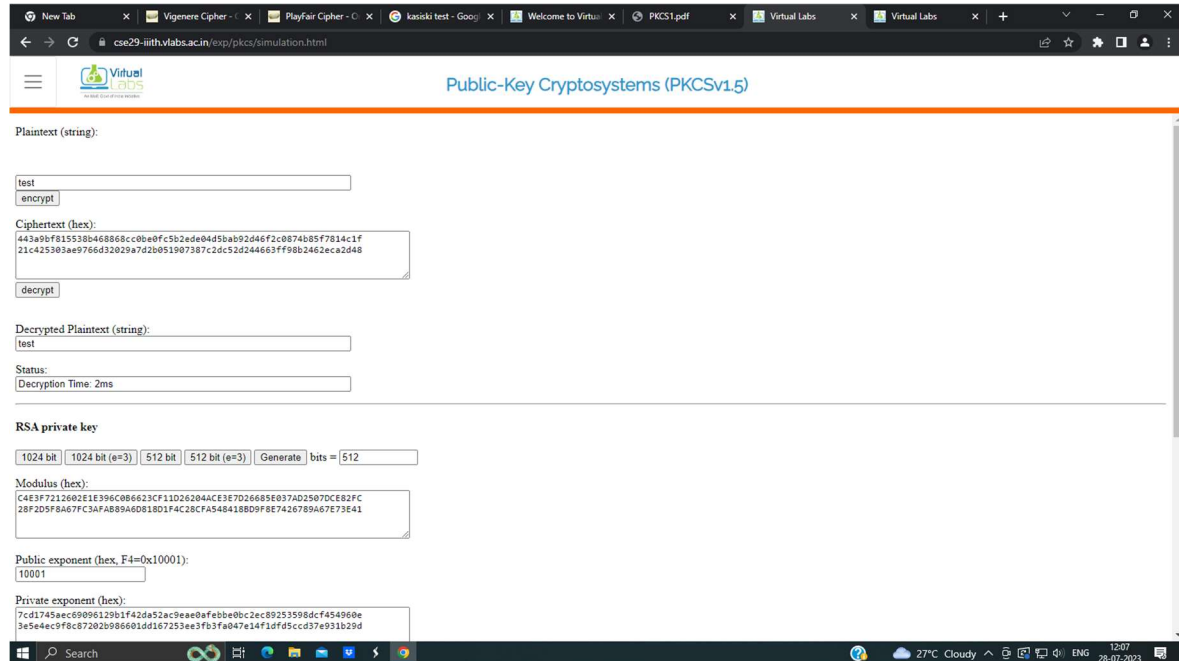 New Tab
Vigenere Cipher - C
PlayFair Cipher - O
kasiski test - Googl
Welcome to Virtua
PKCS1.pdf
Virtual Labs
Virtual Labs
cse29-iiith.vlabs.ac.in/exp/pkcs/simulation.html
Virtual
Labs
Public-Key Cryptosystems (PKCSv1.5)
Plaintext (string):
test
encrypt
Ciphertext (hex):
443a9bf815538b468868cc0be0fc5b2ede04d5bab92d46f2c0874b85f7814c1f
21c425303ae9766d32029a7d2b051907387c2dc52d244663ff98b2462eca2d48
decrypt
Decrypted Plaintext (string):
test
Status:
Decryption Time: 2ms
RSA private key
1024 bit 1024 bit (e=3) 512 bit 512 bit (e=3) Generate bits = 512
Modulus (hex):
C4E3F7212602E1E396C0B6623CF11D26204ACE3E7D26685E037AD2507DCE82FC
28F2D5F8A67FC3AFAB89A6D818D1F4C28CFA548418BD9F8E7426789A67E73E41
Public exponent (hex, F4=0x10001):
10001
Private exponent (hex):
7cd1745aec69096129b1f42da52ac9eae0afebbe0bc2ec89253598dcf454960e
3e5e4ec9f8c87202b986601dd167253ee3fb3fa047e14f1dfd5ccd37e931b29d
Search
27°C Cloudy
ENG
12:07
28-07-2023